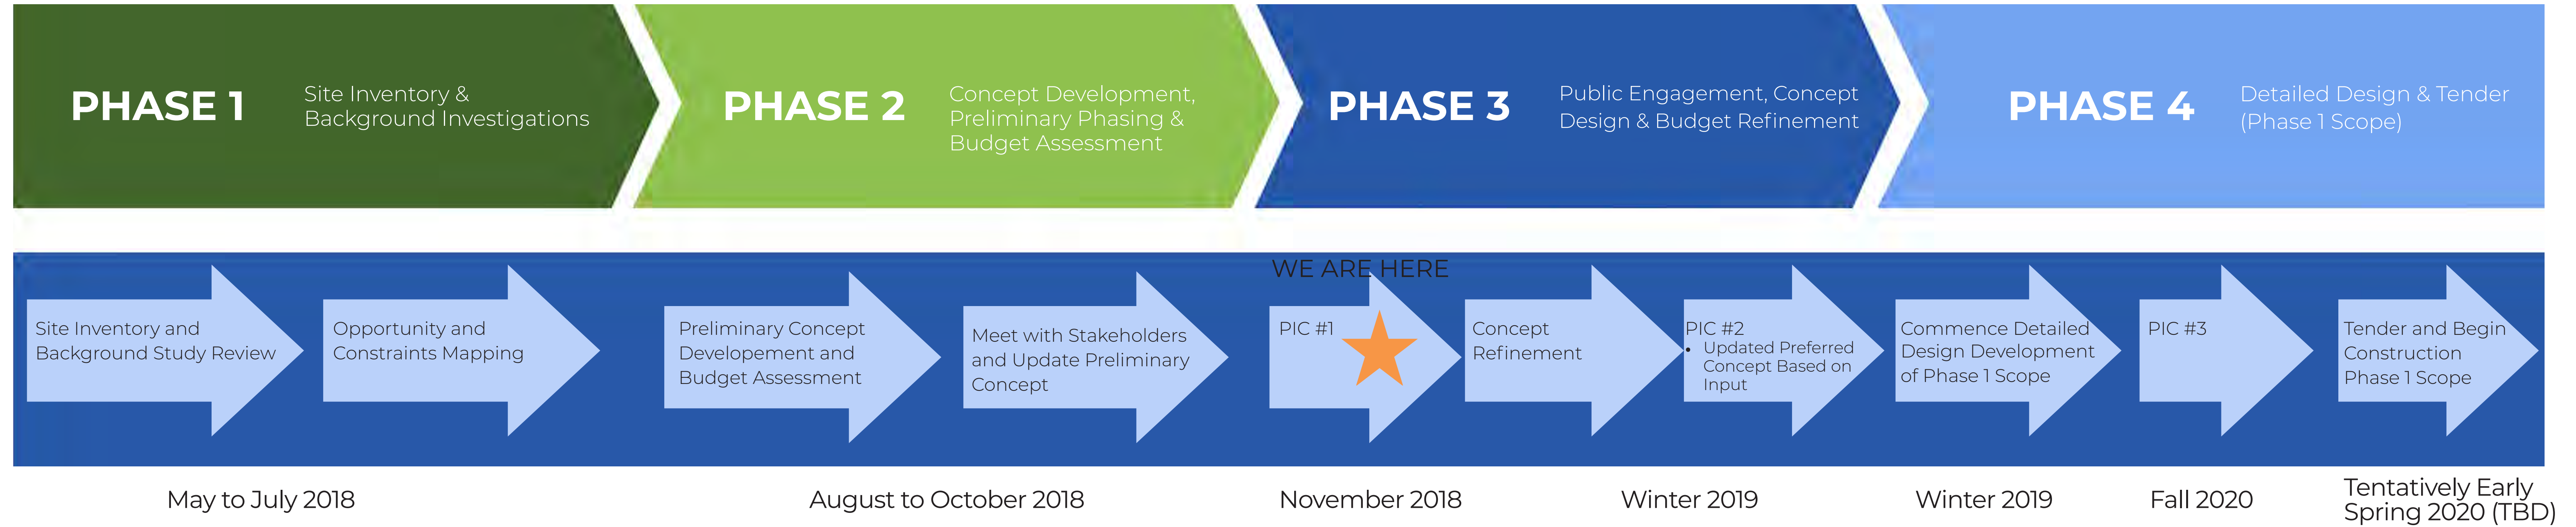 PHASE 1
Site Inventory &
Background Investigations
PHASE 2
Concept Development,
Preliminary Phasing &
Budget Assessment
PHASE 3
Public Engagement, Concept
Design & Budget Refinement
PHASE 4
Detailed Design & Tender
(Phase 1 Scope)
WE ARE HERE
Site Inventory and
Background Study Review
Opportunity and
Constraints Mapping
Preliminary Concept
Developement and
Budget Assessment
Meet with Stakeholders
and Update Preliminary
Concept
PIC #1
Concept
Refinement
PIC #2
• Updated Preferred
Concept Based on
Input
Commence Detailed
Design Development
of Phase 1 Scope
PIC #3
Tender and Begin
Construction
Phase 1 Scope
May to July 2018
August to October 2018
November 2018
Winter 2019
Winter 2019
Fall 2020
Tentatively Early
Spring 2020 (TBD)